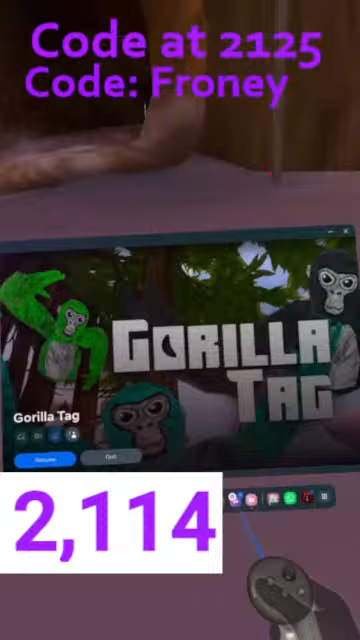 Code at 2125
Code: Froney
GORILLA
TAG
Gorilla Tag
Resume
Quit
2,114